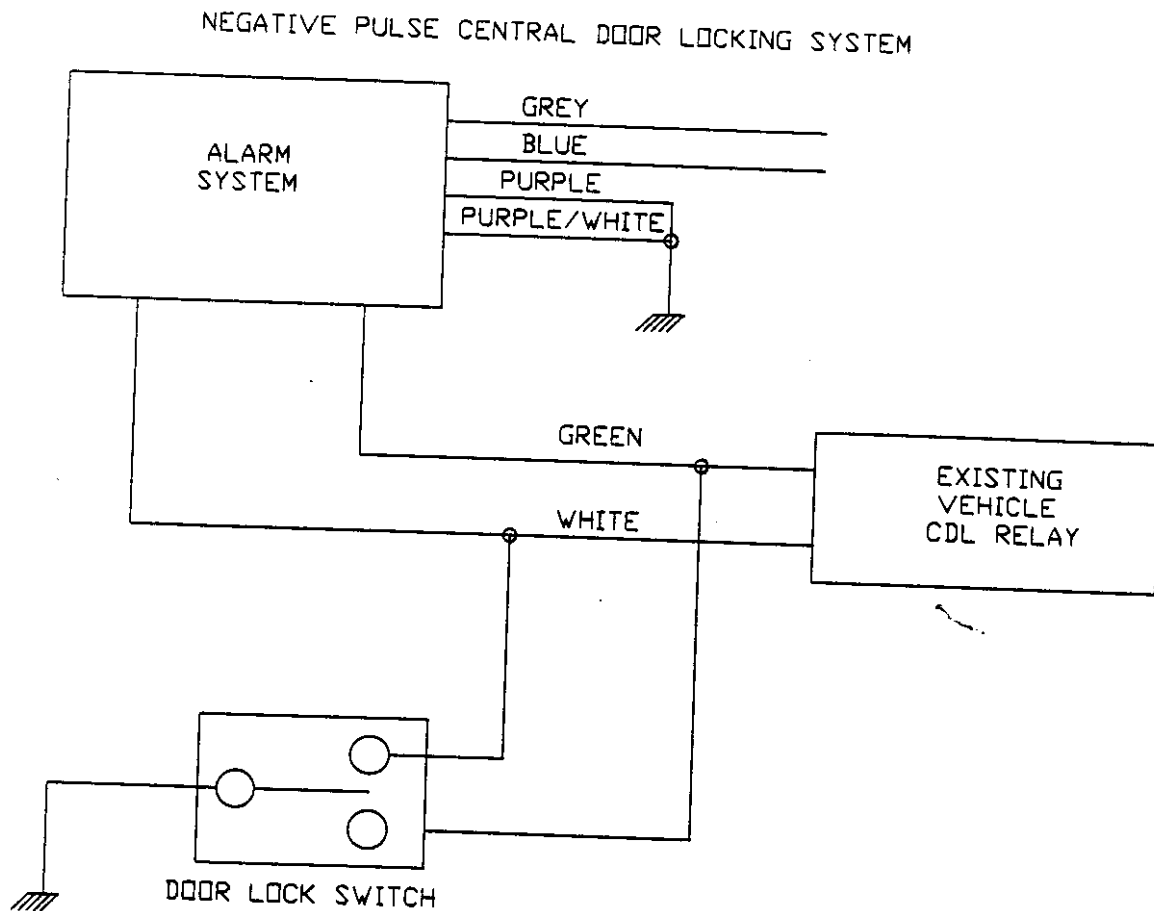 NEGATIVE PULSE CENTRAL DOOR LOCKING SYSTEM
ALARM
SYSTEM
GREY
BLUE
PURPLE
PURPLE/WHITE
GREEN
WHITE
EXISTING
VEHICLE
CDL RELAY
DOOR LOCK SWITCH